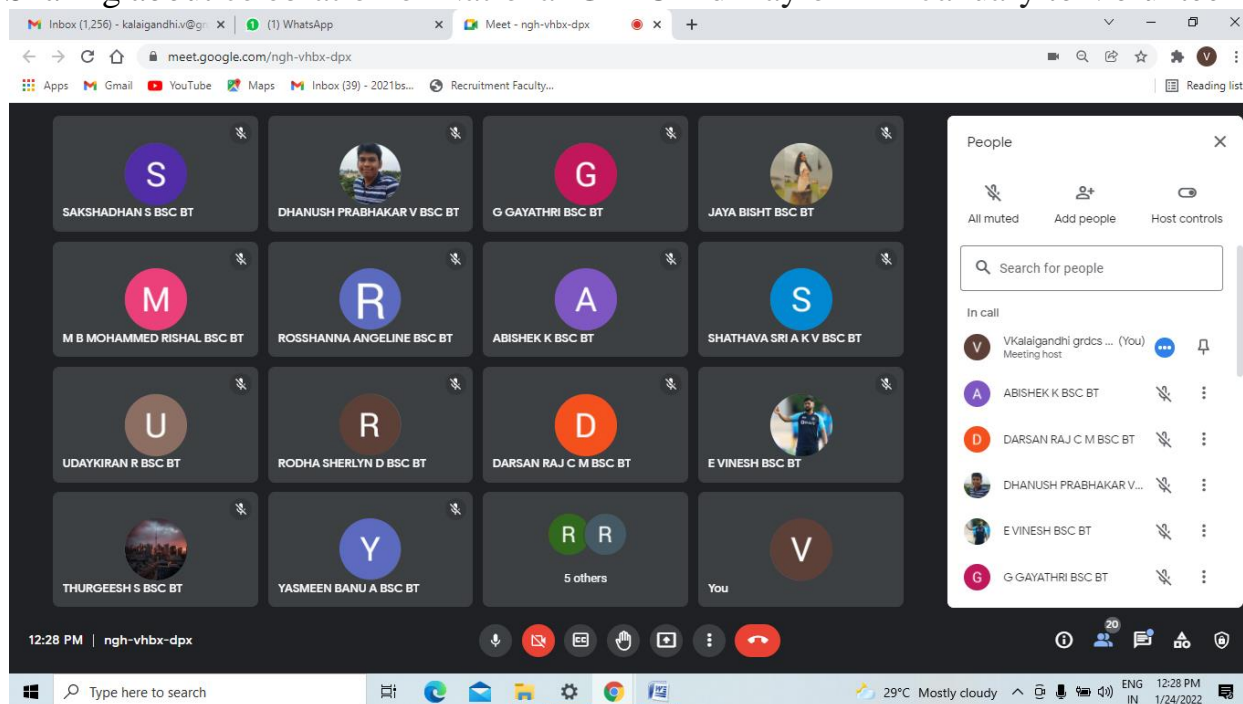 Inbox (1,256) - kalaigandhi.v@gm
(1) WhatsApp
Meet - ngh-vhbx-dpx
meet.google.com/ngh-vhbx-dpx
V
Apps Gmail YouTube Maps Inbox (39) - 2021bs... Recruitment Faculty...
Reading list
S
SAKSHADHAN S BSC BT
DHANUSH PRABHAKAR V BSC BT
G
G GAYATHRI BSC BT
JAYA BISHT BSC BT
M
M B MOHAMMED RISHAL BSC BT
R
ROSSHANNA ANGELINE BSC BT
A
ABISHEK K BSC BT
S
SHATHAVA SRI A K V BSC BT
U
UDAYKIRAN R BSC BT
R
RODHA SHERLYN D BSC BT
D
DARSAN RAJ C M BSC BT
E VINESH BSC BT
THURGEESH S BSC BT
Y
YASMEEN BANU A BSC BT
R R
5 others
V
You
People
All muted Add people Host controls
Search for people
In call
V
VKalaigandhi grdcs ... (You)
Meeting host
A
ABISHEK K BSC BT
D
DARSAN RAJ C M BSC BT
DHANUSH PRABHAKAR V...
E VINESH BSC BT
G
G GAYATHRI BSC BT
12:28 PM | ngh-vhbx-dpx
20
Type here to search
29°C Mostly cloudy
ENG
IN
12:28 PM
1/24/2022